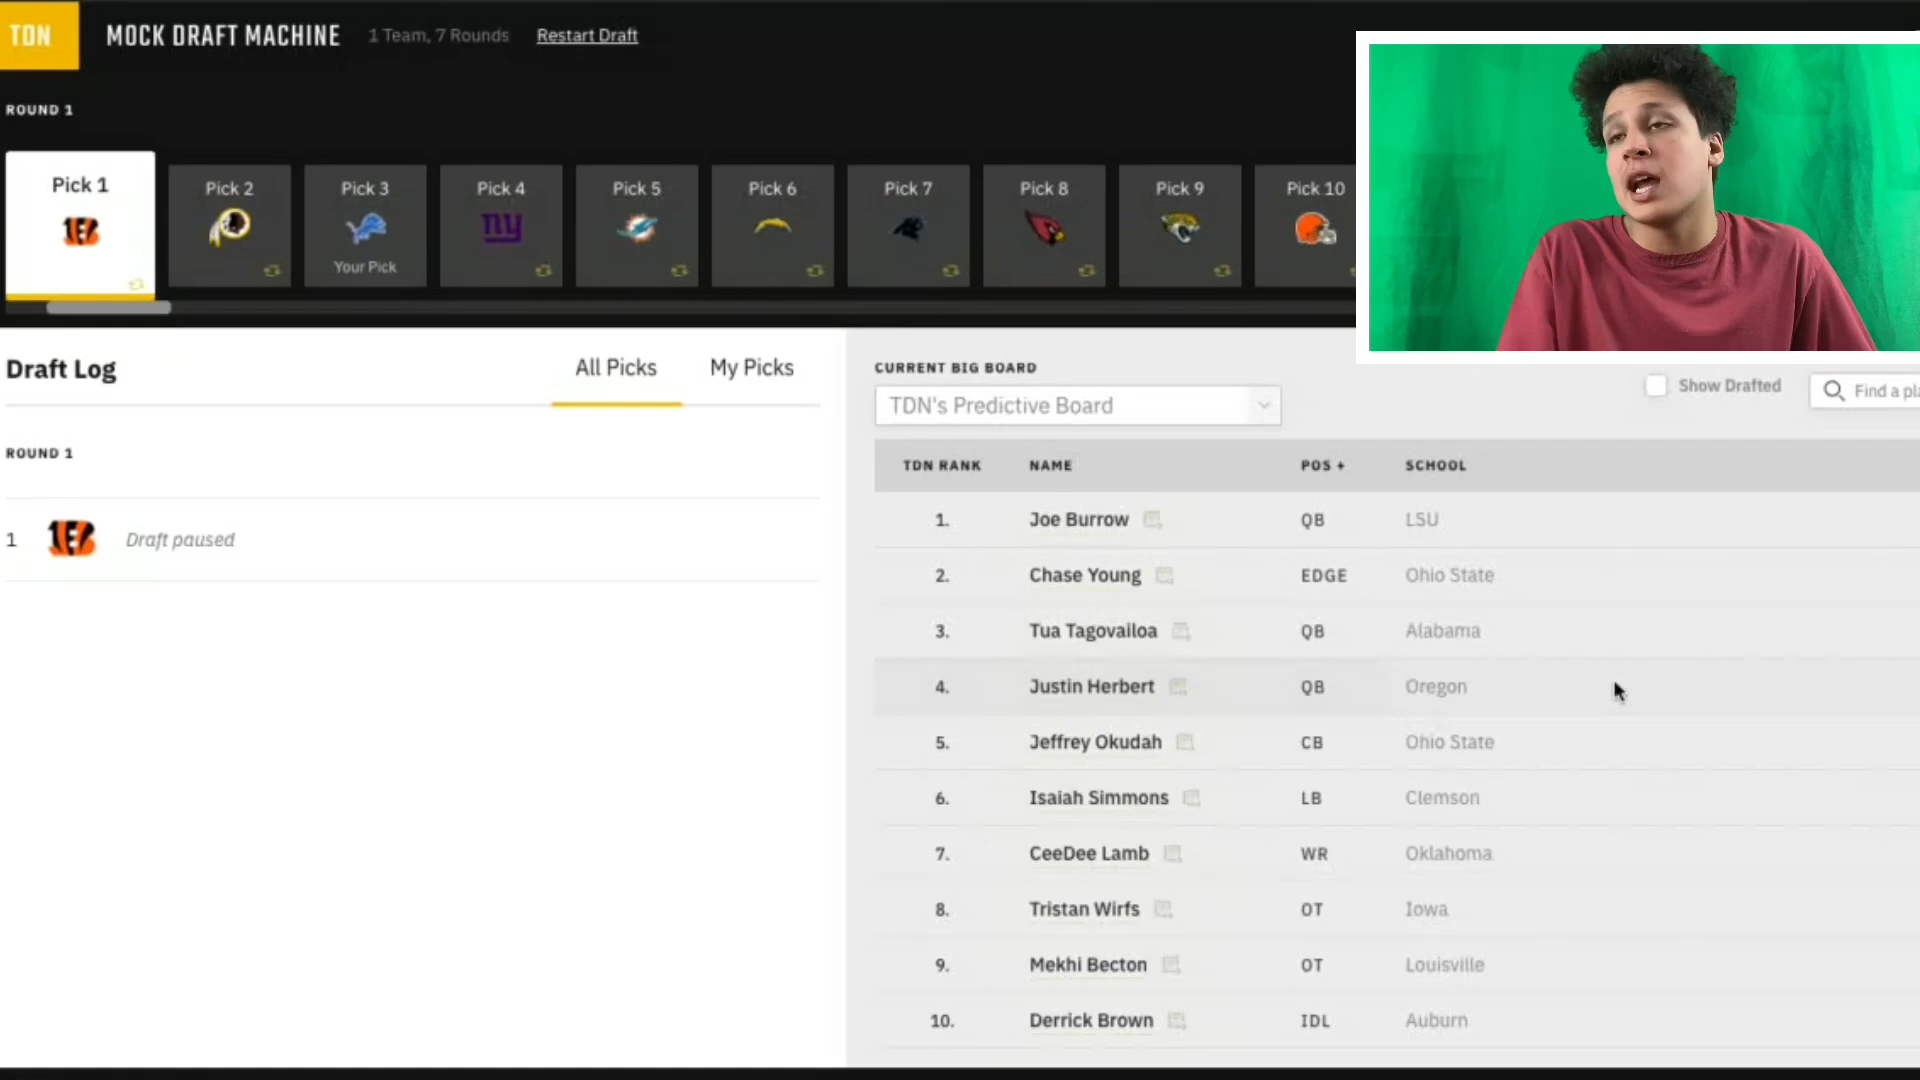 TDN
MOCK DRAFT MACHINE
1 Team, 7 Rounds
Restart Draft
ROUND 1
Pick 1
Pick 2
Pick 3
Your Pick
Pick 4
ny
Pick 5
Pick 6
Pick 7
Pick 8
Pick 9
Pick 10
Draft Log
All Picks
My Picks
ROUND 1
1 Draft paused
CURRENT BIG BOARD
TDN's Predictive Board
Show Drafted
Find a
TDN RANK NAME POS + SCHOOL
1. Joe Burrow QB LSU
2. Chase Young EDGE Ohio State
3. Tua Tagovailoa QB Alabama
4. Justin Herbert QB Oregon
5. Jeffrey Okudah CB Ohio State
6. Isaiah Simmons LB Clemson
7. CeeDee Lamb WR Oklahoma
8. Tristan Wirfs OT Iowa
9. Mekhi Becton OT Louisville
10. Derrick Brown IDL Auburn